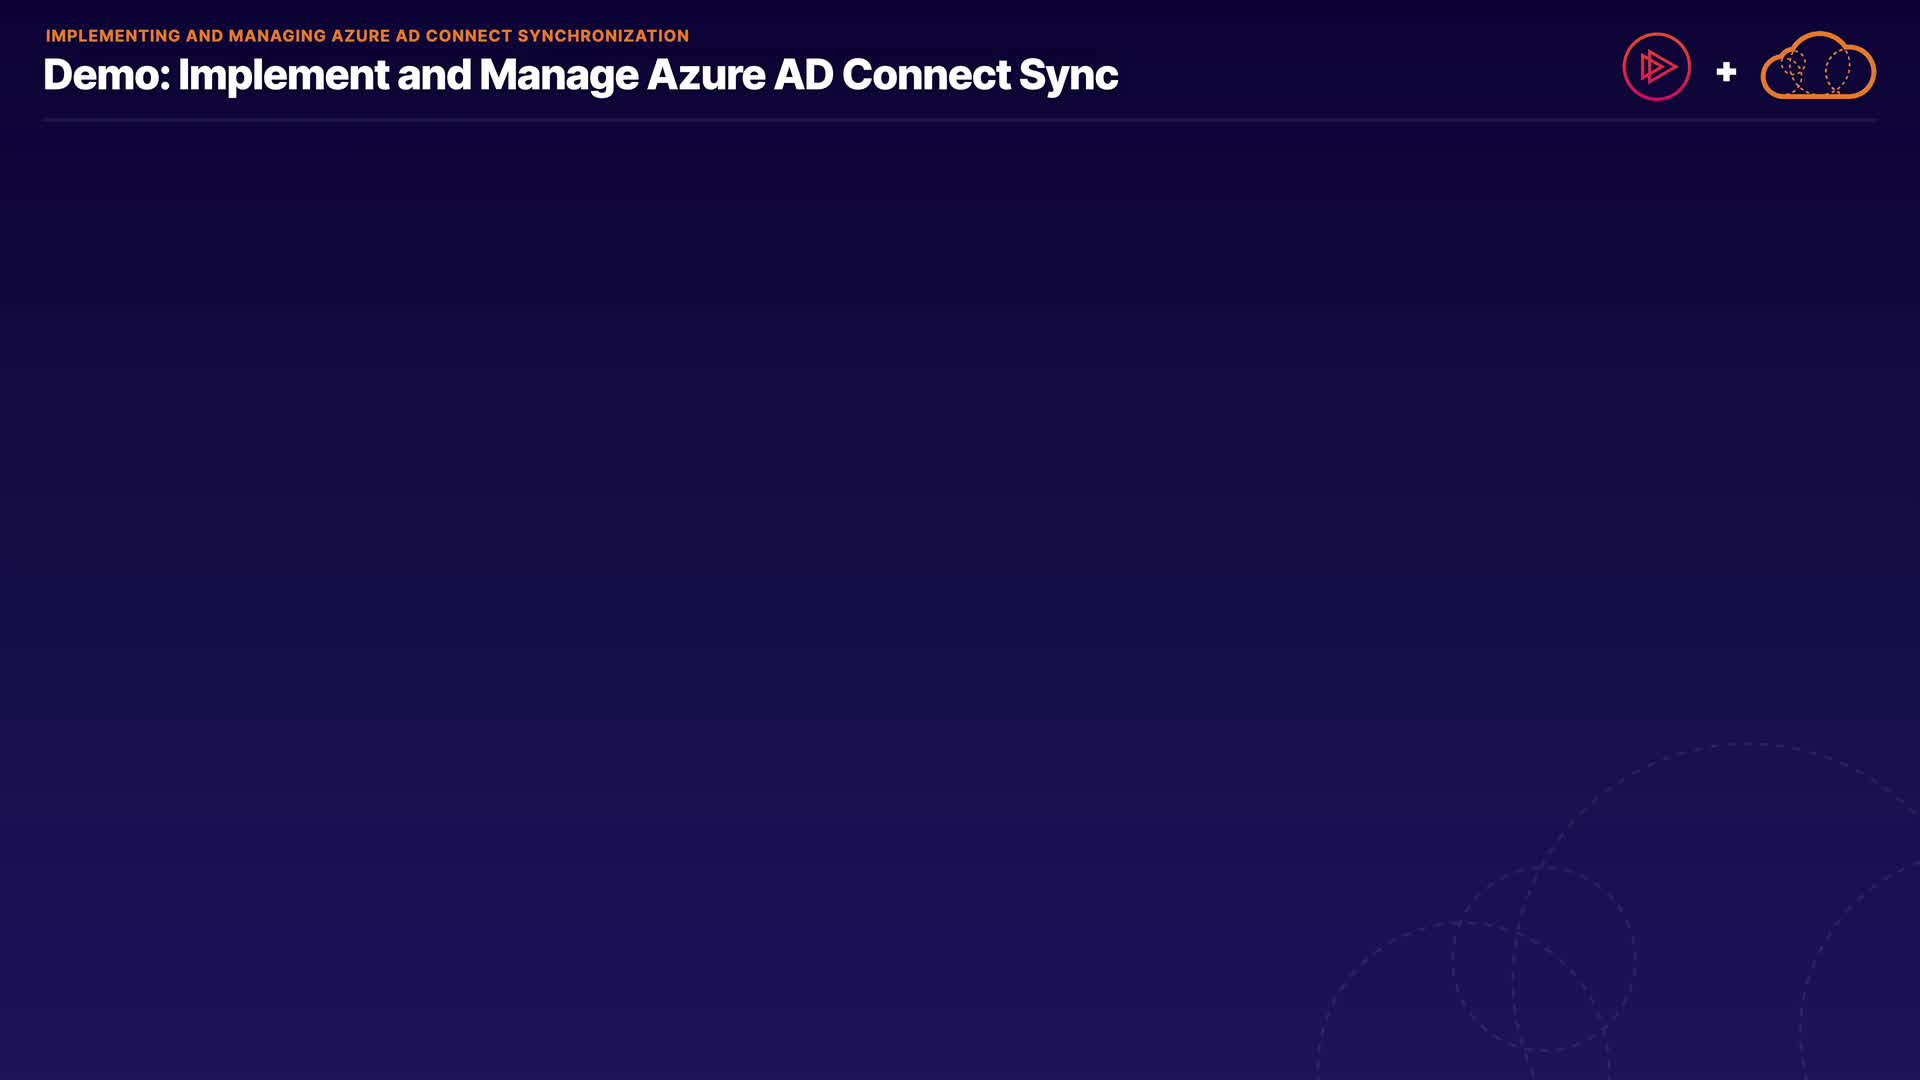 IMPLEMENTING AND MANAGING AZURE AD CONNECT SYNCHRONIZATION
Demo: Implement and Manage Azure AD Connect Sync
+